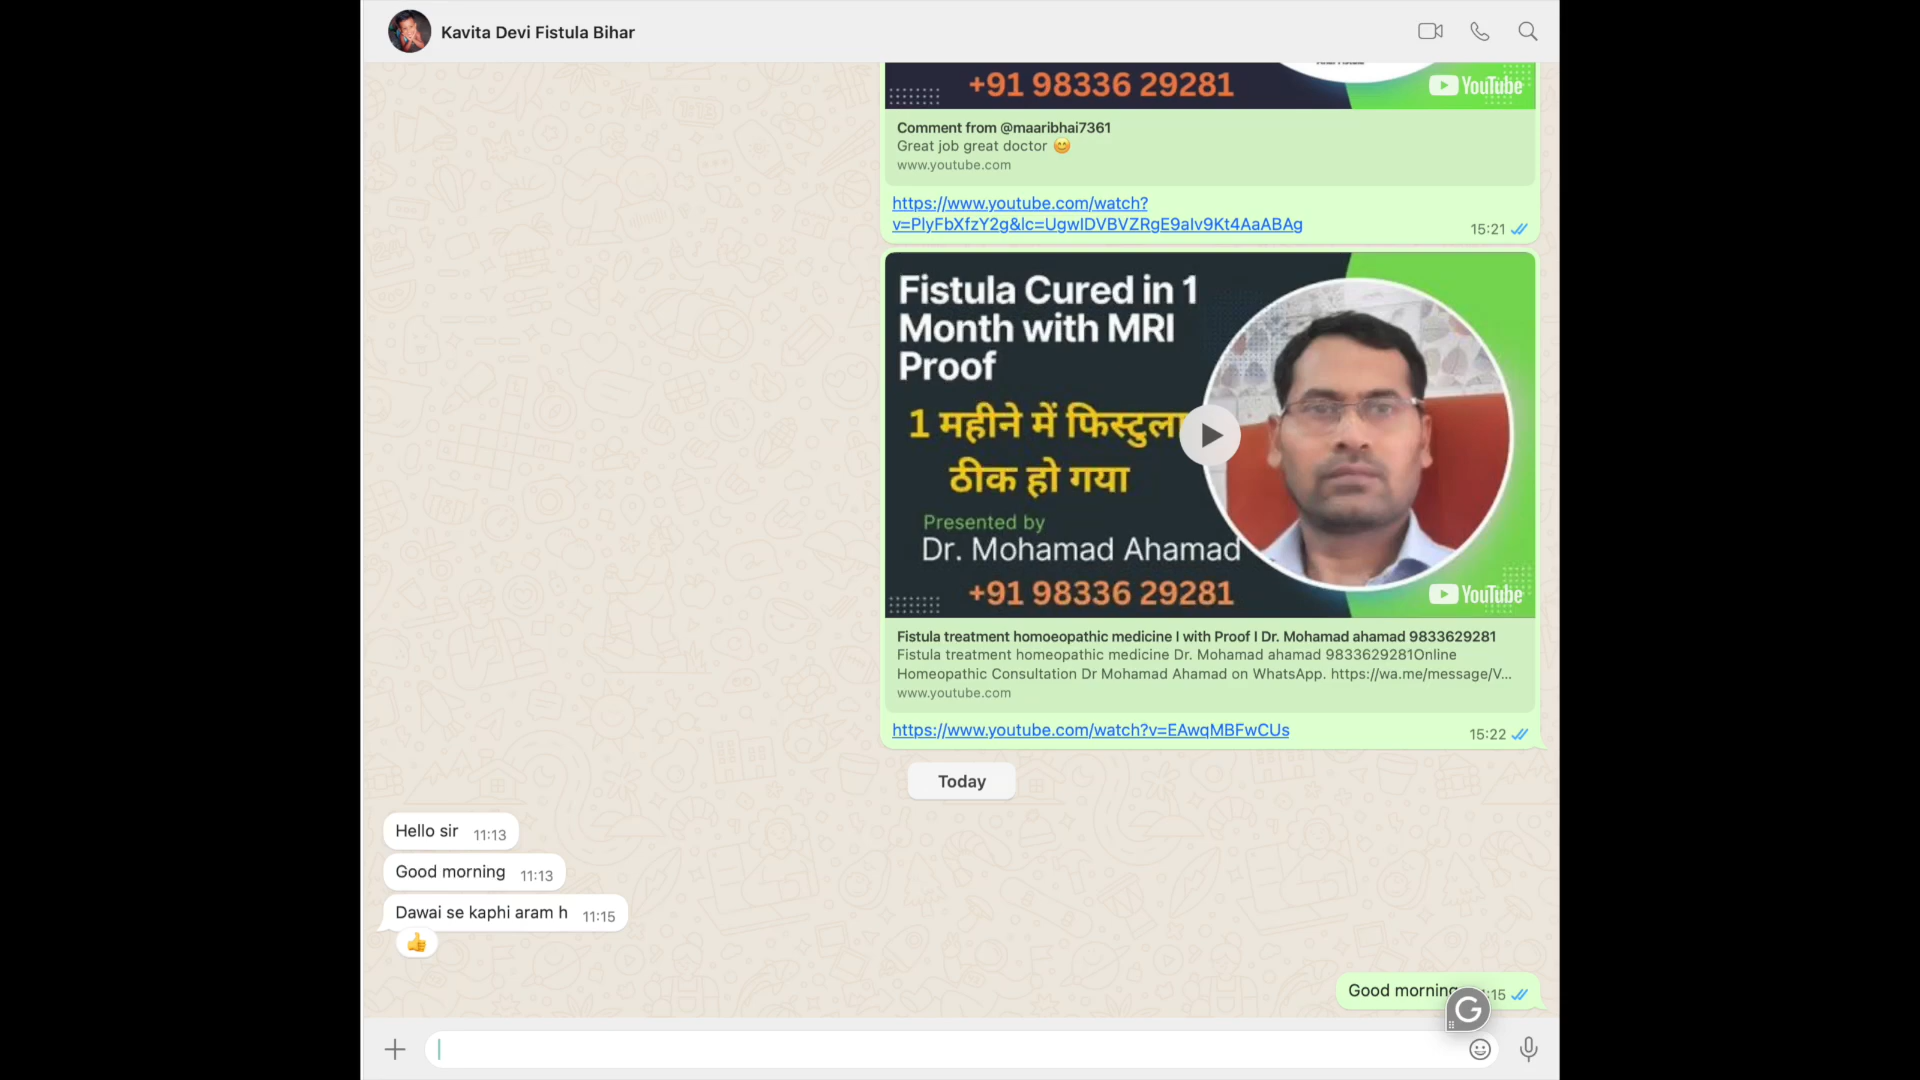 Kavita Devi Fistula Bihar
+91 98336 29281
YouTube
Comment from @maaribhai7361
Great job great doctor 😊
www.youtube.com
https://www.youtube.com/watch?
v=PlyFbXfzY2g&lc=UgwIDVBVZRgE9aIv9Kt4AaABAg
15:21
Fistula Cured in 1
Month with MRI
Proof
1 महीने में फिस्टुला
ठीक हो गया
Presented by
Dr. Mohamad Ahamad
+91 98336 29281
YouTube
Fistula treatment homoeopathic medicine I with Proof I Dr. Mohamad ahamad 9833629281
Fistula treatment homeopathic medicine Dr. Mohamad ahamad 9833629281Online
Homeopathic Consultation Dr Mohamad Ahamad on WhatsApp. https://wa.me/message/V...
www.youtube.com
https://www.youtube.com/watch?v=EAwqMBFwCUs
15:22
Today
Hello sir 11:13
Good morning 11:13
Dawai se kaphi aram h 11:15
👍
Good morning :15
G